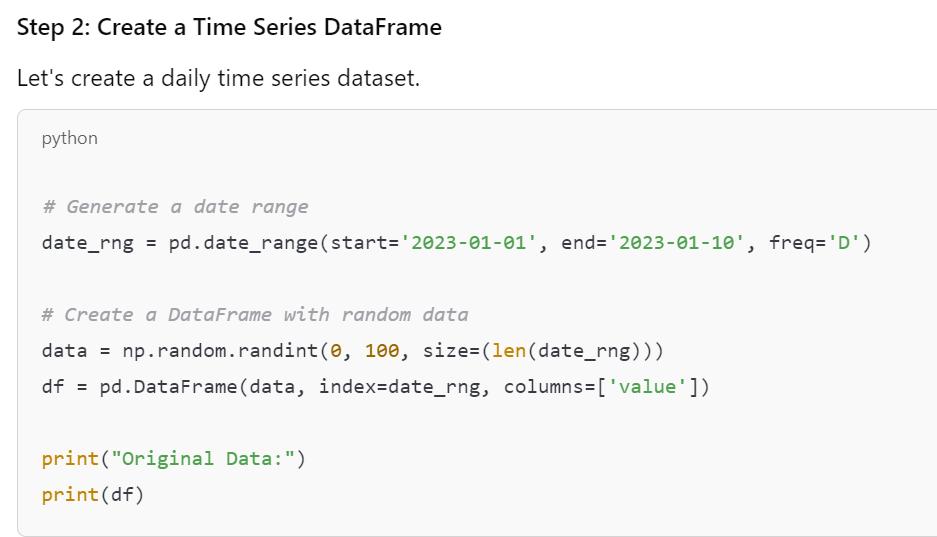 Step 2: Create a Time Series DataFrame
Let's create a daily time series dataset.
python
# Generate a date range
date_rng = pd.date_range(start='2023-01-01', end='2023-01-10', freq='D')
# Create a DataFrame with random data
data = np.random.randint(0, 100, size=(len(date_rng)))
df = pd.DataFrame(data, index=date_rng, columns=['value'])
print("Original Data:")
print(df)